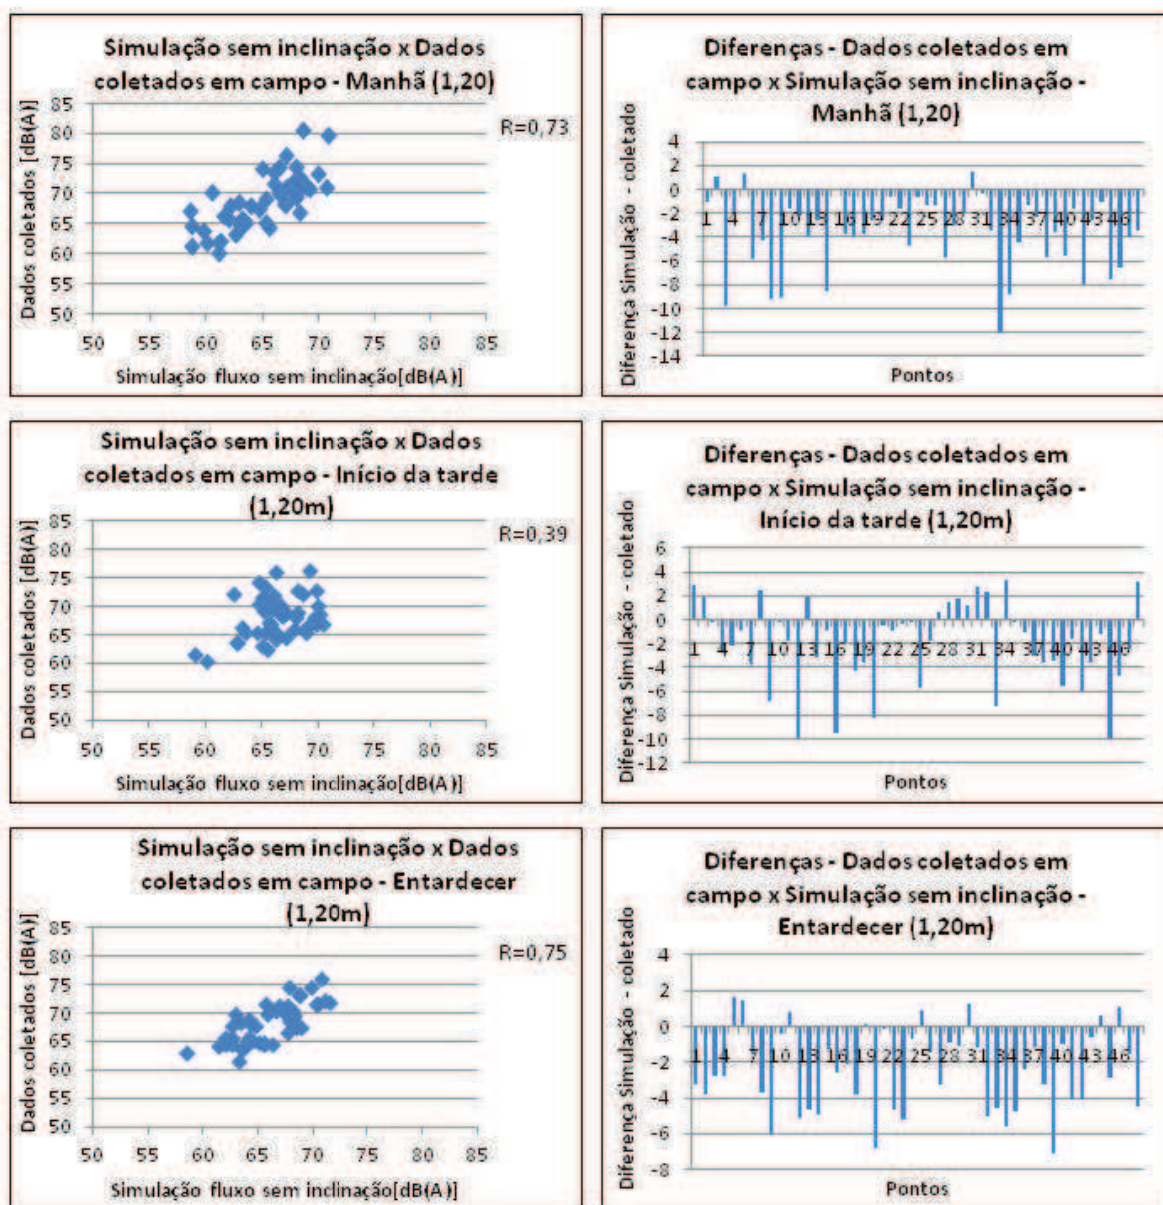 Simulação sem inclinação x Dados
coletados em campo - Manhã (1,20)
R=0,73
Dados coletados [dB(A)]
85
80
75
70
65
60
55
50
50 55 60 65 70 75 80 85
Simulação fluxo sem inclinação[dB(A)]
Diferenças - Dados coletados em
campo x Simulação sem inclinação -
Manhã (1,20)
Diferença Simulação - coletado
4
2
0
-2
-4
-6
-8
-10
-12
-14
1 4 7 10 13 16 19 22 25 28 31 34 37 40 43 46
Pontos
Simulação sem inclinação x Dados
coletados em campo - Início da tarde
(1,20m)
R=0,39
Dados coletados [dB(A)]
85
80
75
70
65
60
55
50
50 55 60 65 70 75 80 85
Simulação fluxo sem inclinação[dB(A)]
Diferenças - Dados coletados em
campo x Simulação sem inclinação -
Início da tarde (1,20m)
Diferença Simulação - coletado
6
4
2
0
-2
-4
-6
-8
-10
-12
1 4 7 10 13 16 19 22 25 28 31 34 37 40 43 46
Pontos
Simulação sem inclinação x Dados
coletados em campo - Entardecer
(1,20m)
R=0,75
Dados coletados [dB(A)]
85
80
75
70
65
60
55
50
50 55 60 65 70 75 80 85
Simulação fluxo sem inclinação[dB(A)]
Diferenças - Dados coletados em
campo x Simulação sem inclinação -
Entardecer (1,20m)
Diferença Simulação - coletado
4
2
0
-2
-4
-6
-8
1 4 7 10 13 16 19 22 25 28 31 34 37 40 43 46
Pontos